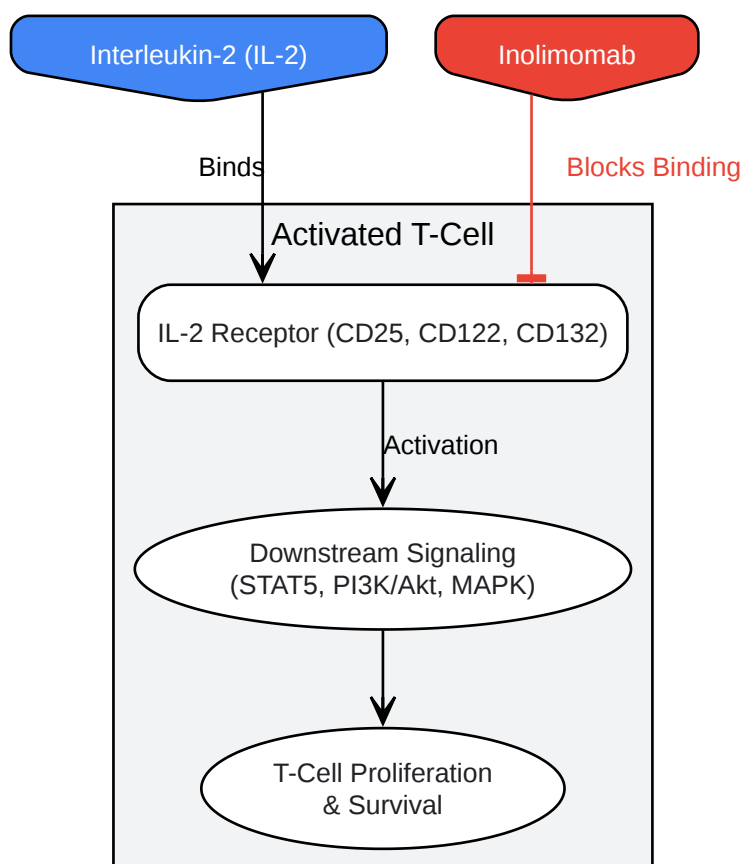 Interleukin-2 (IL-2)
Inolimomab
Binds
Blocks Binding
Activated T-Cell
IL-2 Receptor (CD25, CD122, CD132)
Activation
Downstream Signaling
(STAT5, PI3K/Akt, MAPK)
T-Cell Proliferation
& Survival